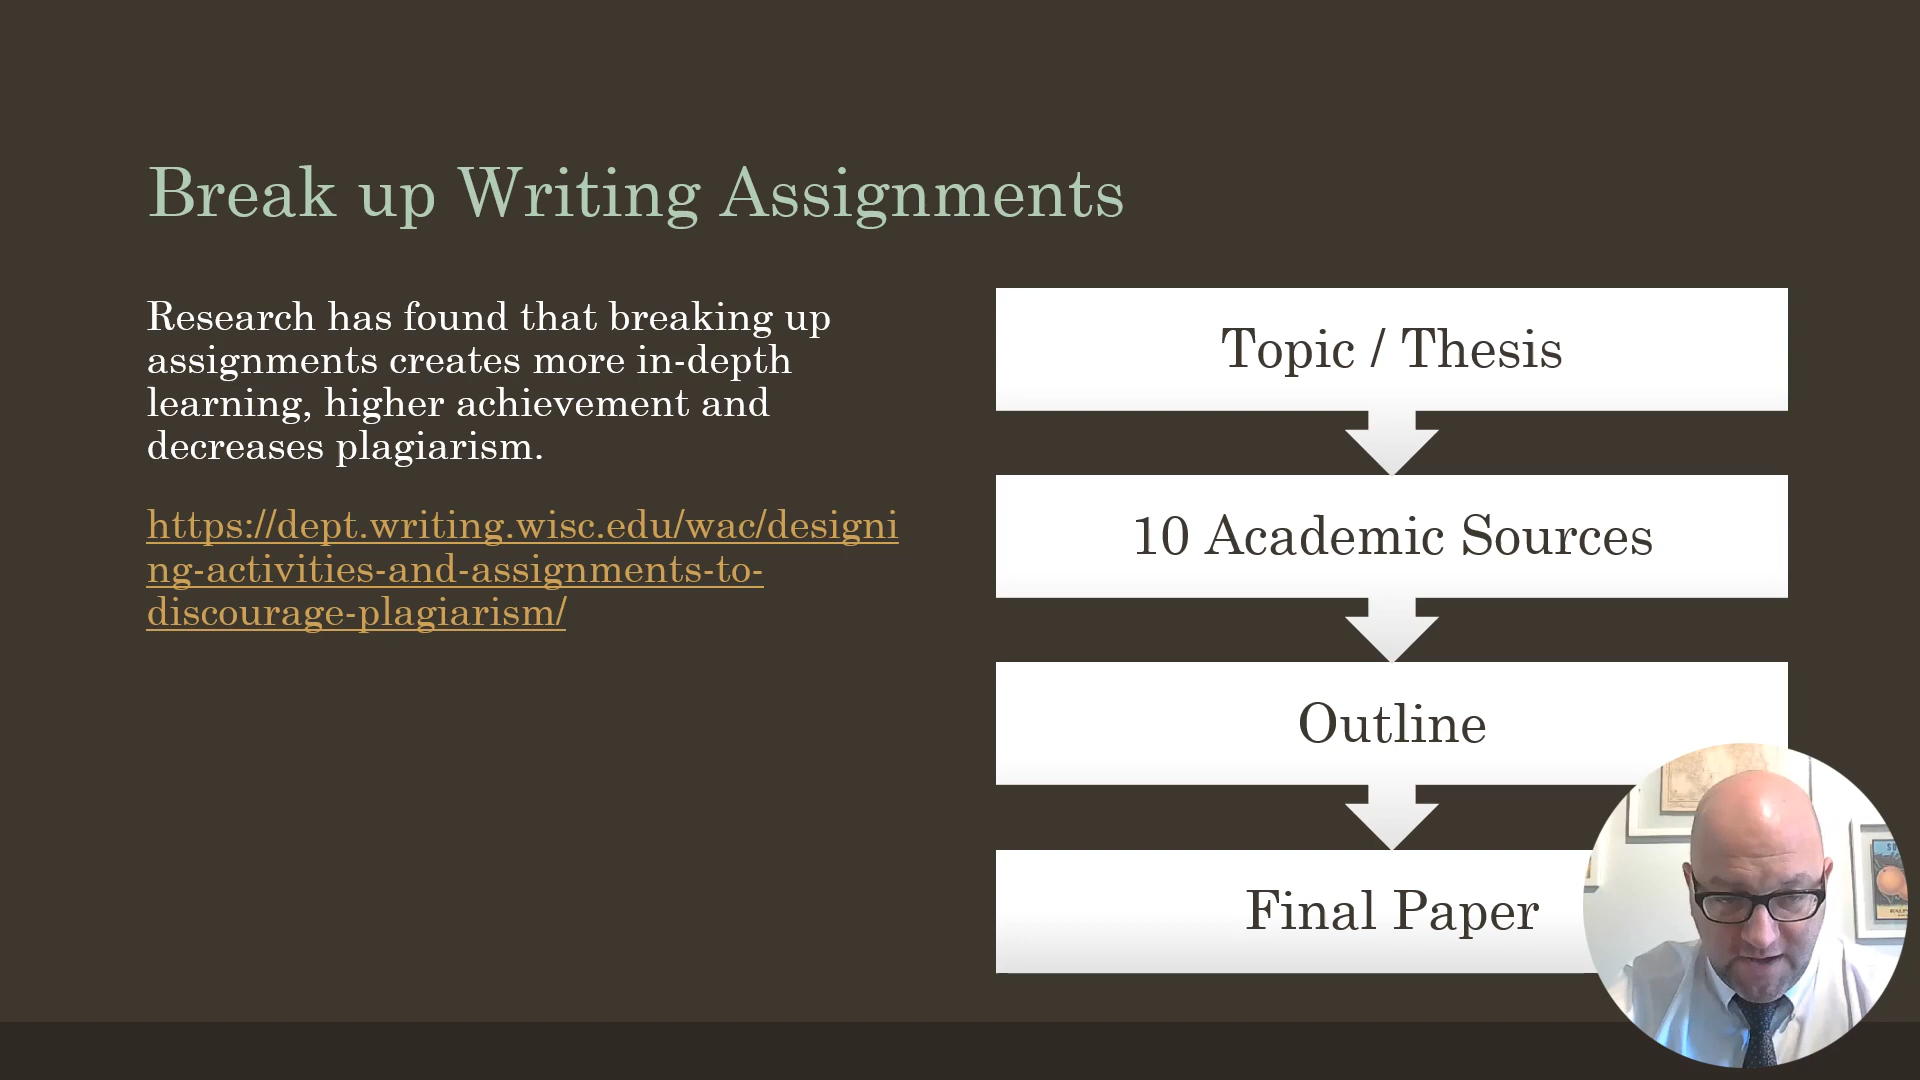 Break up Writing Assignments
Research has found that breaking up
assignments creates more in-depth
learning, higher achievement and
decreases plagiarism.
https://dept.writing.wisc.edu/wac/designi
ng-activities-and-assignments-to-
discourage-plagiarism/
Topic / Thesis
10 Academic Sources
Outline
Final Paper